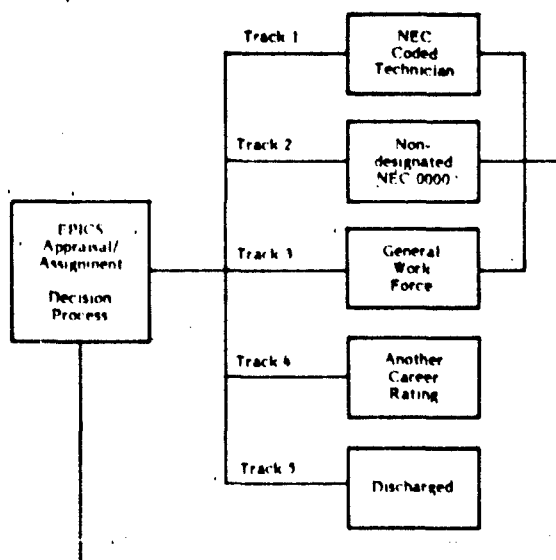 Track 1
NEC
Coded
Technician
Track 2
Non-
designated
NEC 0000
EPICS
Appraisal/
Assignment
Decision
Process
Track 3
General
Work
Force
Track 4
Another
Career
Rating
Track 5
Discharged